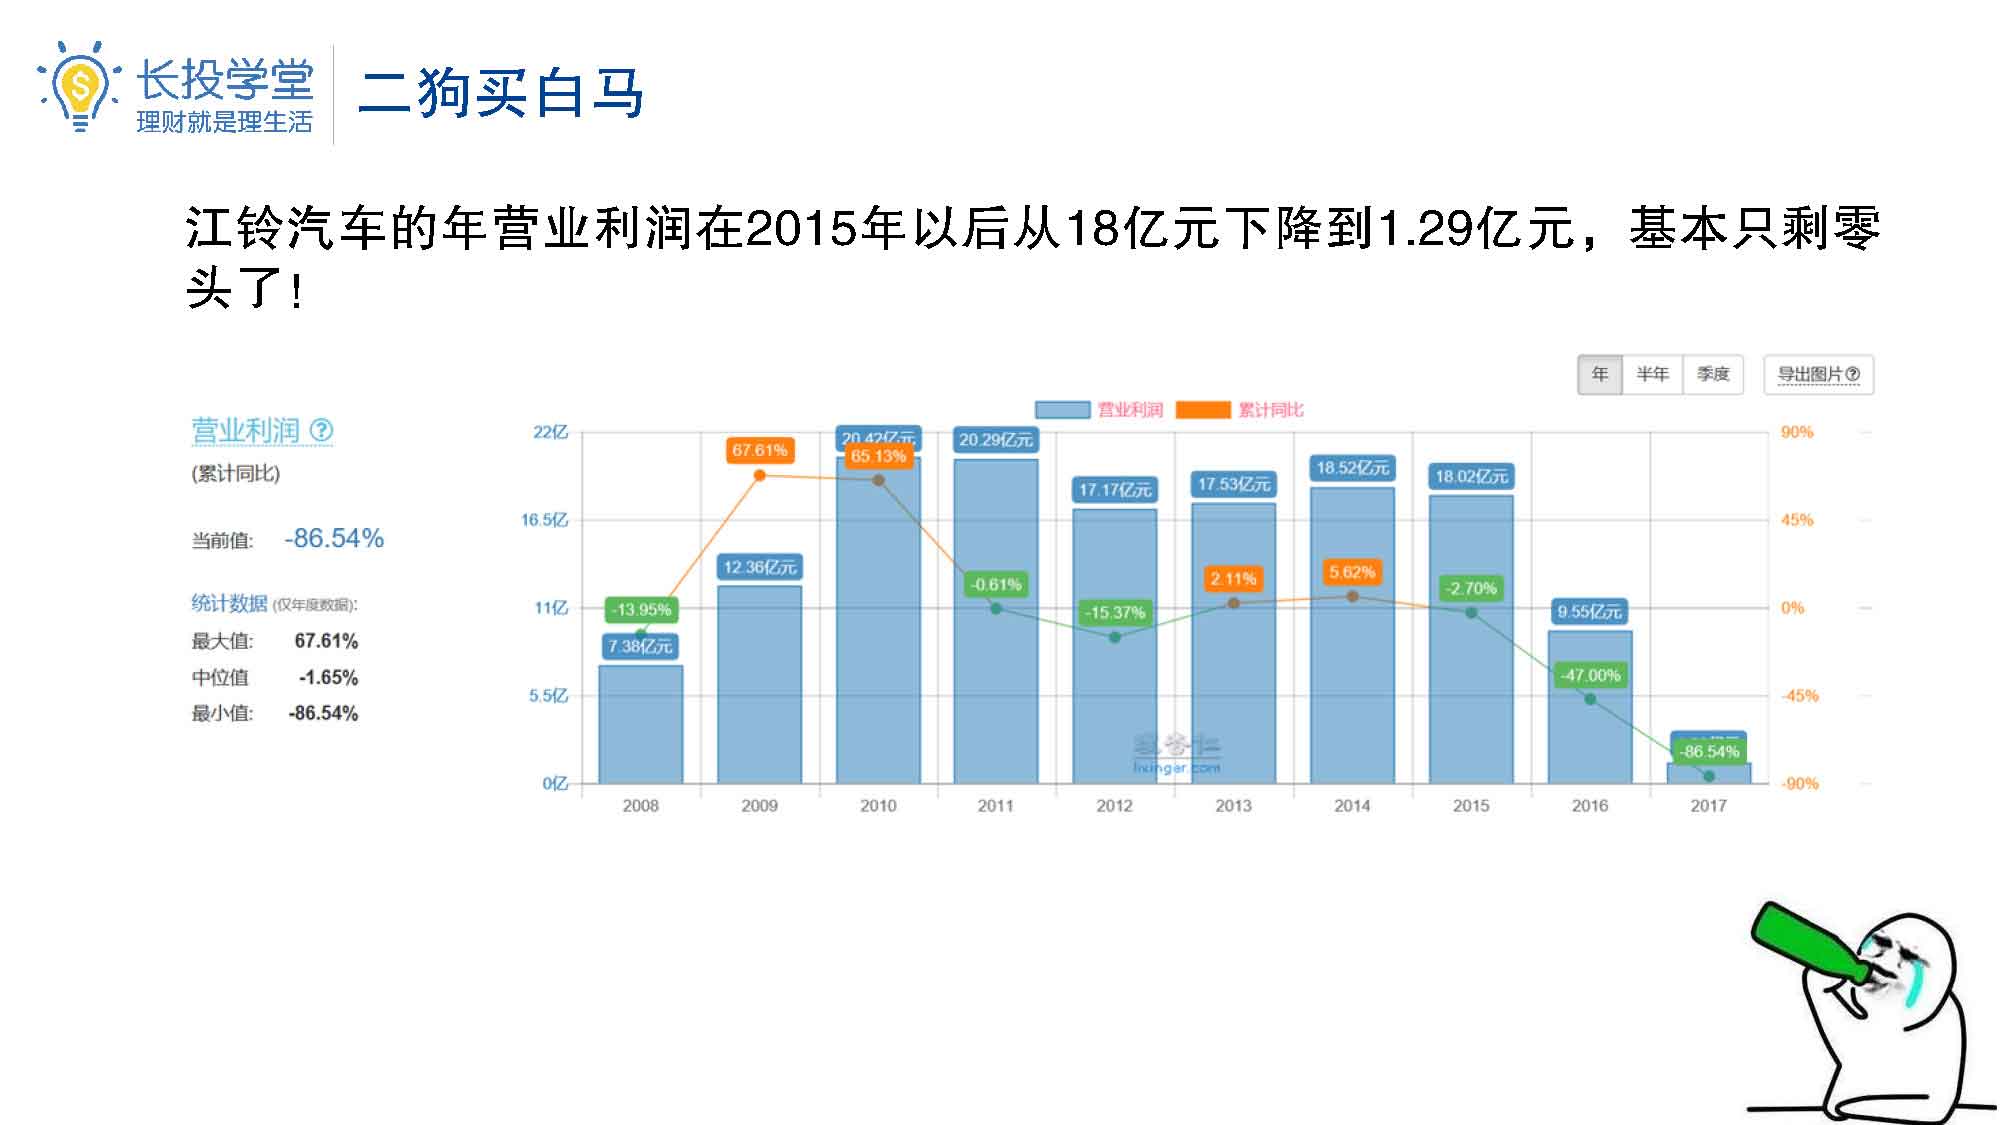 长投学堂
理财就是理生活
二狗买白马
江铃汽车的年营业利润在2015年以后从18亿元下降到1.29亿元，基本只剩零
头了！
年 半年 季度 导出图片?
营业利润 累计同比
营业利润 ?
(累计同比)
当前值: -86.54%
统计数据 (仅年度数据):
最大值: 67.61%
中位值 -1.65%
最小值: -86.54%
22亿
16.5亿
11亿
5.5亿
0亿
90%
45%
0%
-45%
-90%
7.38亿元
12.36亿元
20.42亿元
20.29亿元
17.17亿元
17.53亿元
18.52亿元
18.02亿元
9.55亿元
-13.95%
67.61%
65.13%
-0.61%
-15.37%
2.11%
5.62%
-2.70%
-47.00%
-86.54%
lixinger.com
2008 2009 2010 2011 2012 2013 2014 2015 2016 2017